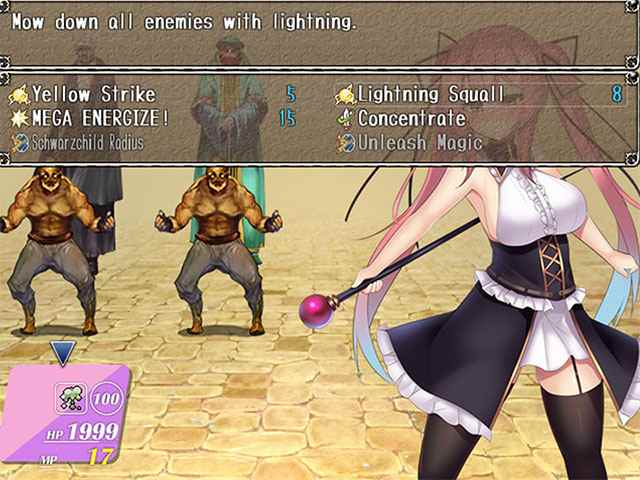 Mow down all enemies with lightning.
Yellow Strike 5 Lightning Squall 8
MEGA ENERGIZE! 15 Concentrate
Schwarzchild Radius Unleash Magic
100
HP 1999
MP 17